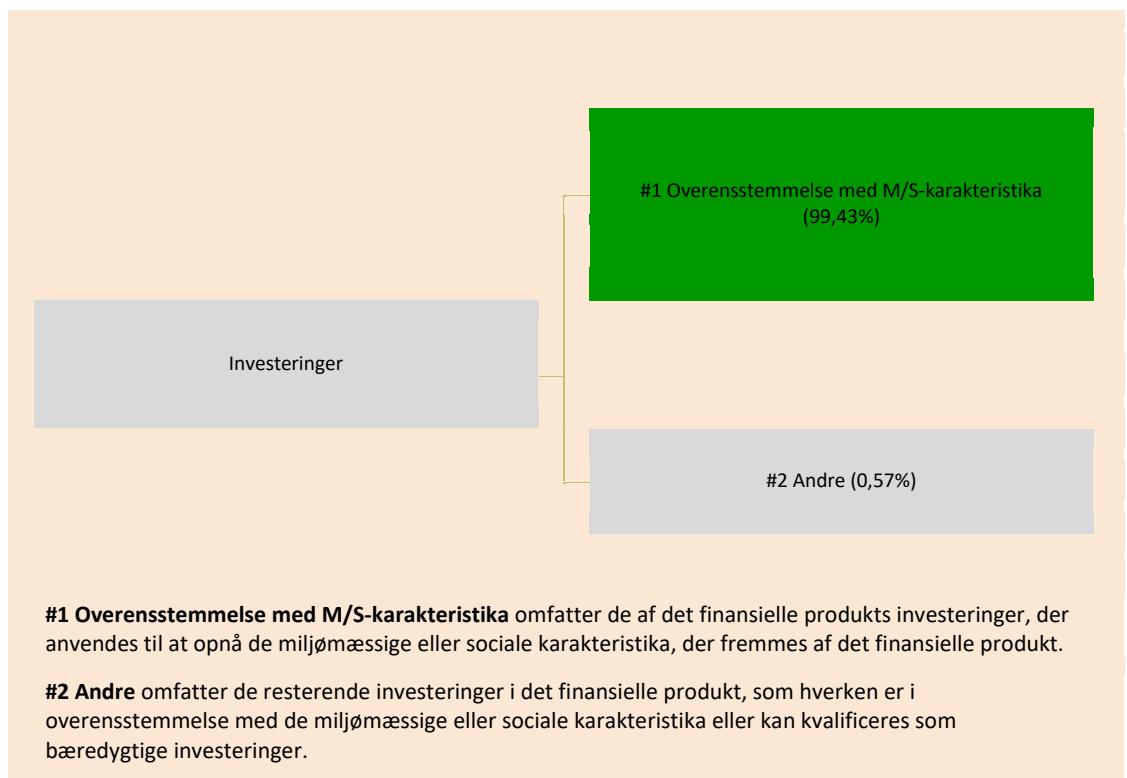 #1 Overensstemmelse med M/S-karakteristika
(99,43%)
Investeringer
#2 Andre (0,57%)
#1 Overensstemmelse med M/S-karakteristika omfatter de af det finansielle produkts investeringer, der
anvendes til at opnå de miljømæssige eller sociale karakteristika, der fremmes af det finansielle produkt.
#2 Andre omfatter de resterende investeringer i det finansielle produkt, som hverken er i
overensstemmelse med de miljømæssige eller sociale karakteristika eller kan kvalificeres som
bæredygtige investeringer.